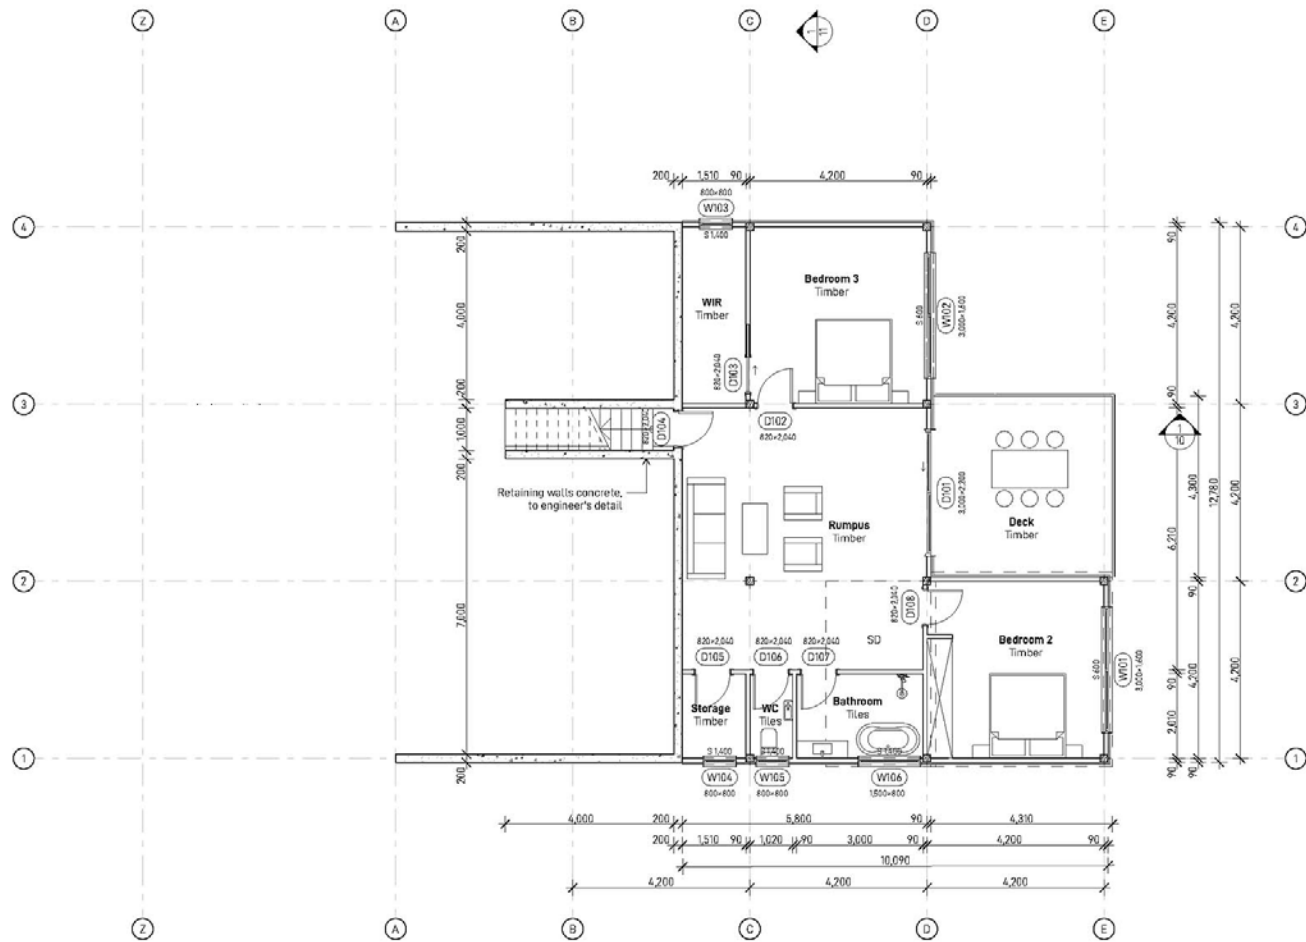 Z A B C D E
1
11
200 1,510 90 4,200 90
800×800
W103
S 1,400
4 4
200
4,000
200
1,000
200
7,000
200
WIR
Timber
Bedroom 3
Timber
S 600
W102
3,000×1,600
820×2,040
D103
3 3
820×2,040
D104
D102
820×2,040
1
10
Retaining walls concrete,
to engineer's detail
Rumpus
Timber
D101
Deck
Timber
90
4,200
90
6,210
90
2,010
90
4,300
90
4,200
90
12,780
4,200
4,200
4,200
2 2
D108
SD
Bedroom 2
Timber
S 600
W101
3,000×1,600
820×2,040 820×2,040 820×2,040
D105 D106 D107
Storage
Timber
WC
Tiles
Bathroom
Tiles
S 1,400 S 1,400 S 1,400
1 1
W104 W105 W106
800×800 800×800 1,500×800
4,000 200 5,800 90 4,310
200 1,510 90 1,020 90 3,000 90 4,200 90
10,090
4,200 4,200 4,200
Z A B C D E